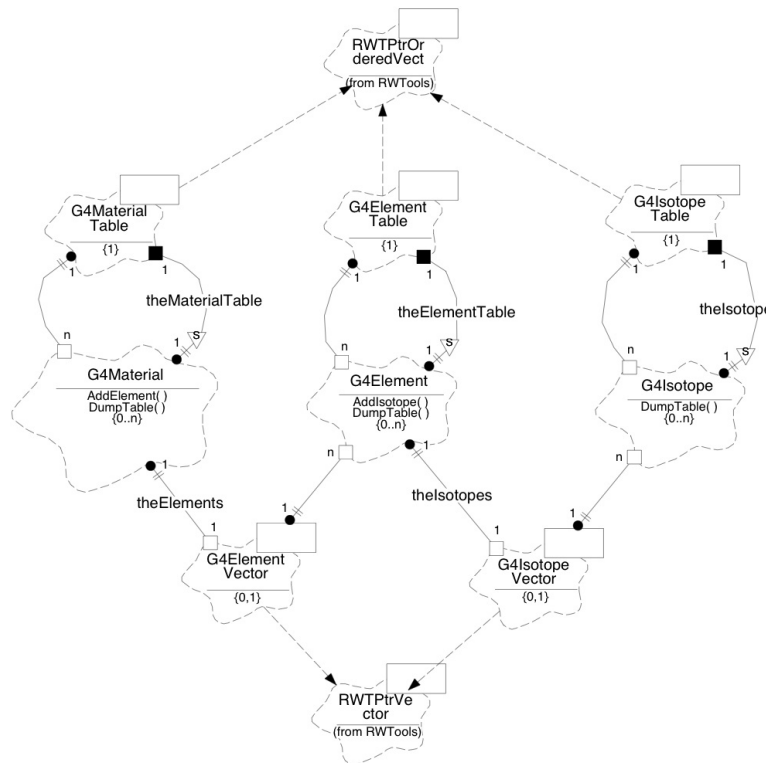 RWTPtrOr
deredVect
(from RWTools)
G4Material
Table
{1}
1
1
G4Element
Table
{1}
1
1
G4Isotope
Table
{1}
1
1
theMaterialTable
theElementTable
theIsotope
n
1
S
n
1
S
n
1
S
G4Material
AddElement( )
DumpTable( )
{0..n}
G4Element
AddIsotope( )
DumpTable( )
{0..n}
G4Isotope
DumpTable( )
{0..n}
1
n
1
n
theElements
theIsotopes
1
1
1
1
G4Element
Vector
{0,1}
G4Isotope
Vector
{0,1}
RWTPtrVe
ctor
(from RWTools)